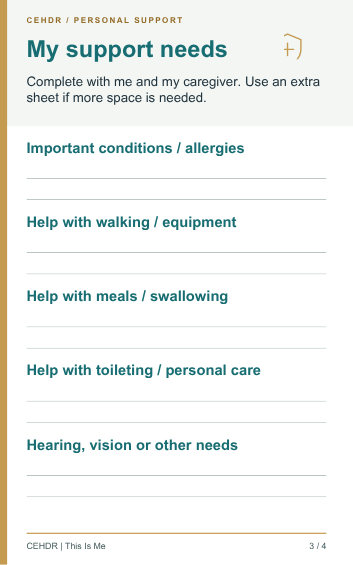 CEHDR / PERSONAL SUPPORT
My support needs
Complete with me and my caregiver. Use an extra
sheet if more space is needed.
Important conditions / allergies
Help with walking / equipment
Help with meals / swallowing
Help with toileting / personal care
Hearing, vision or other needs
CEHDR | This Is Me
3 / 4